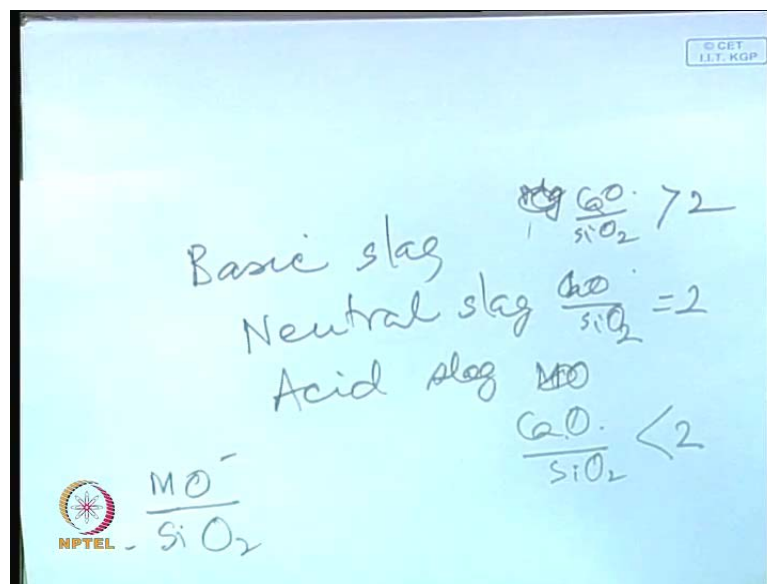 © CET
I.I.T. KGP
Basic slag CaO/SiO₂ > 2
Neutral slag CaO/SiO₂ = 2
Acid slag
CaO/SiO₂ < 2
MO/SiO₂
NPTEL